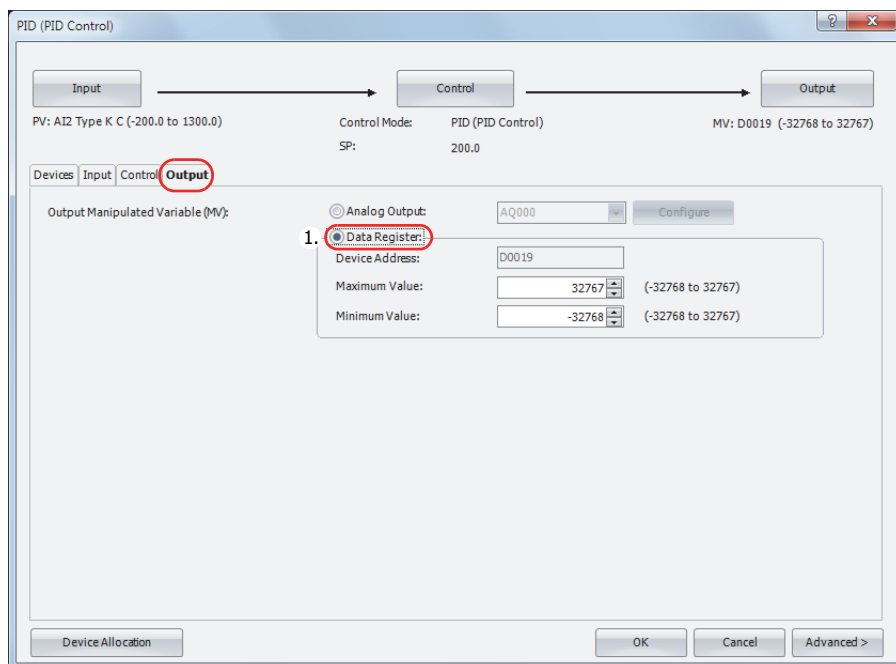 PID (PID Control)
?
X
Input
Control
Output
PV: AI2 Type K C (-200.0 to 1300.0)
Control Mode: PID (PID Control)
MV: D0019 (-32768 to 32767)
SP: 200.0
Devices Input Control Output
Output Manipulated Variable (MV): Analog Output: AQ000 Configure
1. Data Register:
Device Address: D0019
Maximum Value: 32767 (-32768 to 32767)
Minimum Value: -32768 (-32768 to 32767)
Device Allocation OK Cancel Advanced >